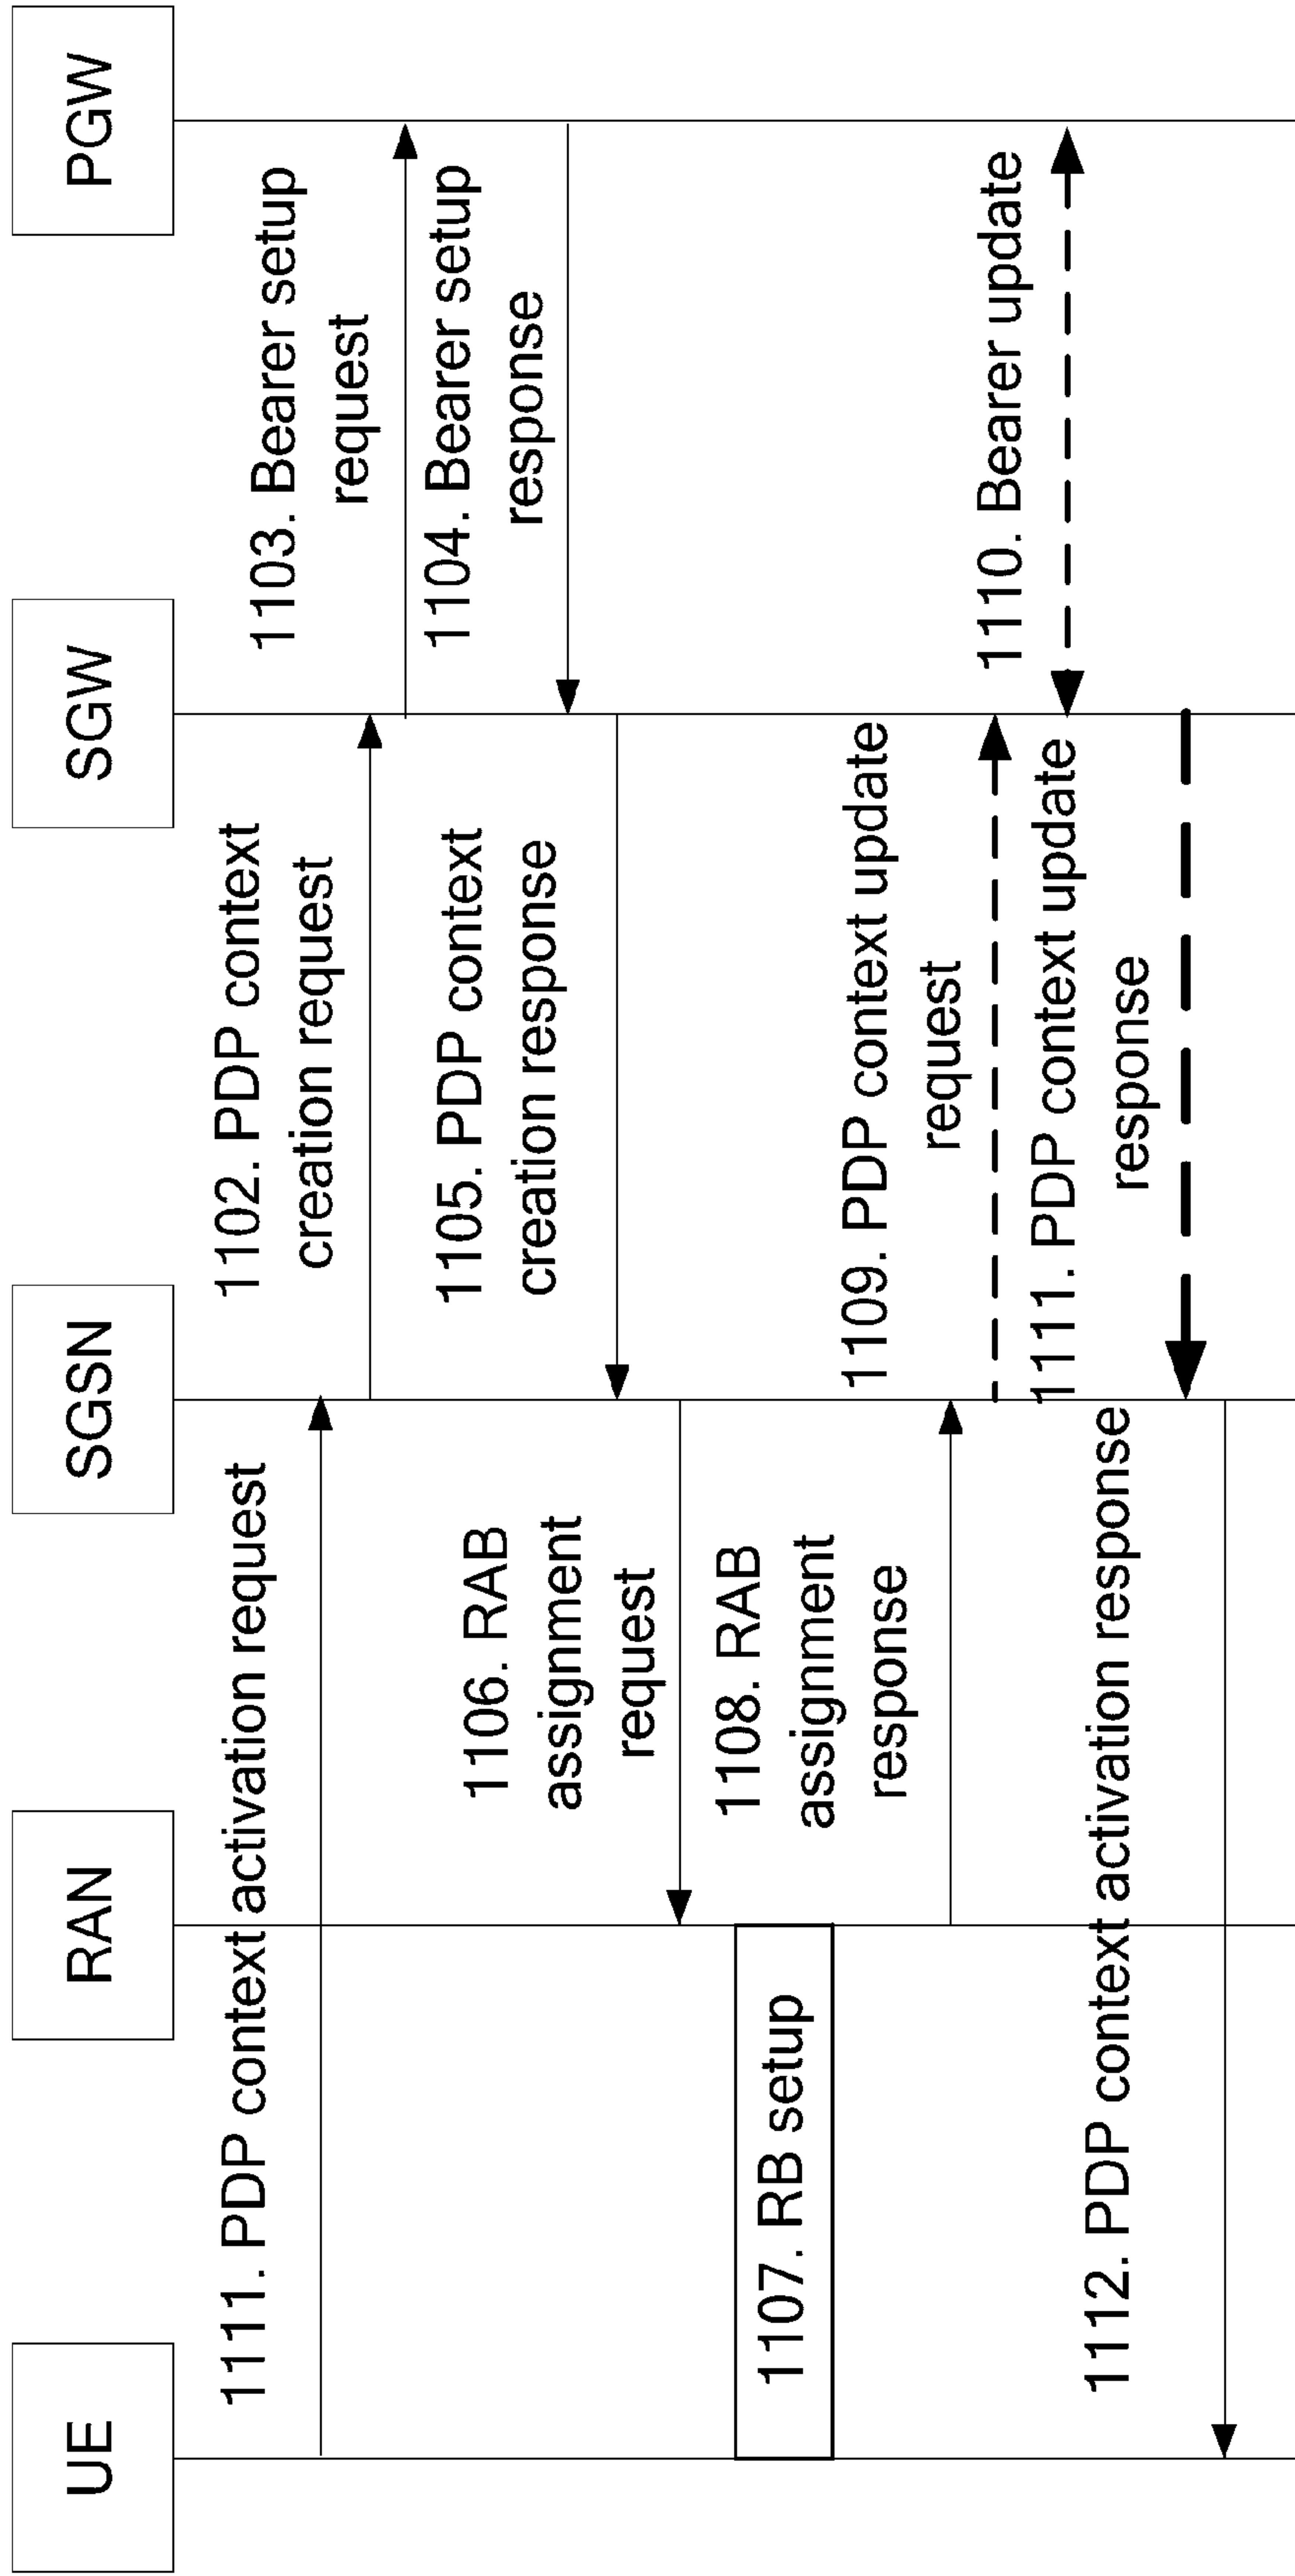 UE
RAN
SGSN
SGW
PGW
1111. PDP context activation request
1102. PDP context
creation request
1103. Bearer setup
request
1104. Bearer setup
response
1105. PDP context
creation response
1106. RAB
assignment
request
1107. RB setup
1108. RAB
assignment
response
1109. PDP context update
request
1110. Bearer update
1111. PDP context update
response
1112. PDP context activation response